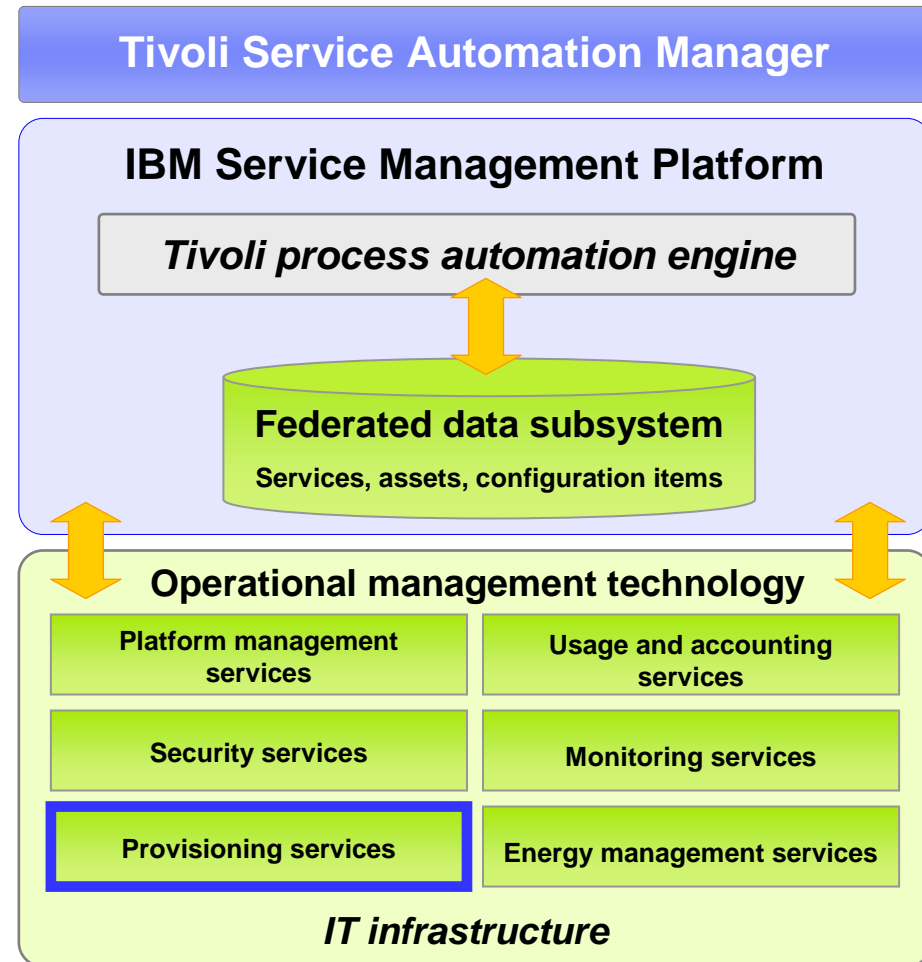 Tivoli Service Automation Manager
IBM Service Management Platform
Tivoli process automation engine
Federated data subsystem
Services, assets, configuration items
Operational management technology
Platform management
services
Usage and accounting
services
Security services
Monitoring services
Provisioning services
Energy management services
IT infrastructure